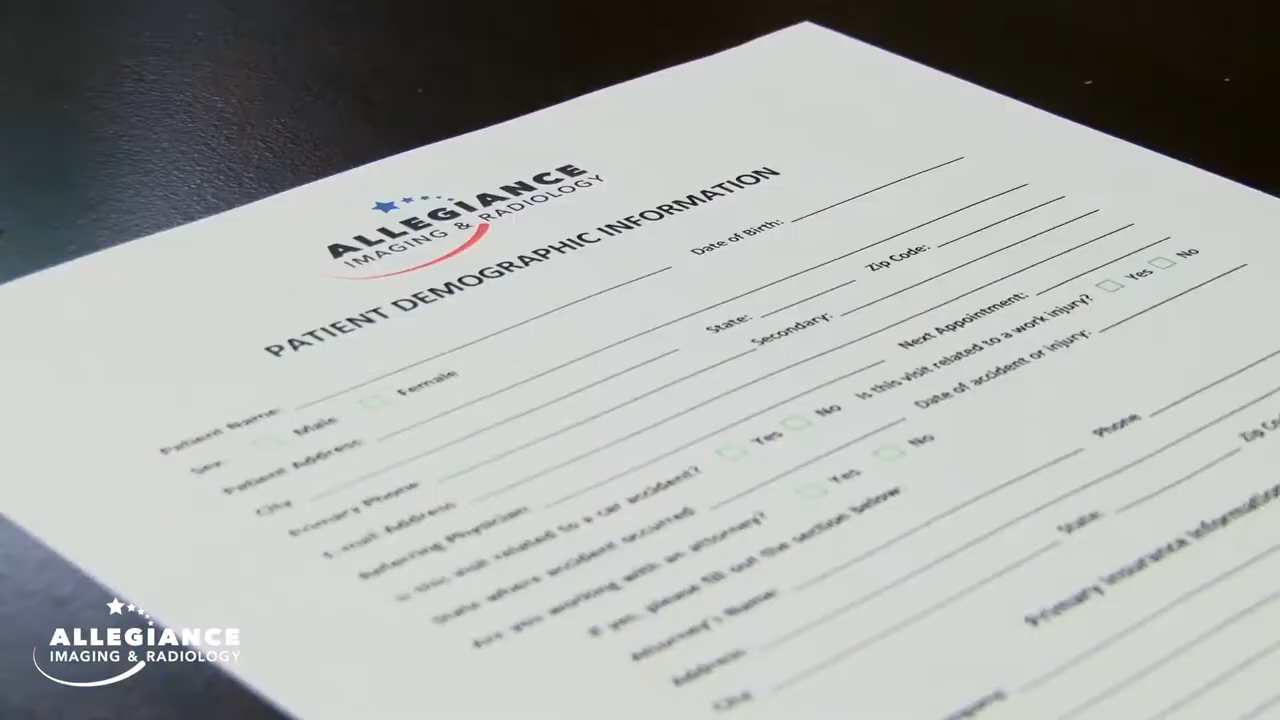 ALLEGIANCE
IMAGING & RADIOLOGY
PATIENT DEMOGRAPHIC INFORMATION
Patient Name: Date of Birth:
Sex: Male Female
Patient Address:
City State: Zip Code:
Primary Phone: Secondary:
E-mail Address
Referring Physician: Next Appointment:
Is this visit related to a car accident? Yes No Is this visit related to a work injury? Yes No
State where accident occurred Date of accident or injury:
Are you working with an attorney? Yes No
If yes, please fill out the section below
Attorney's Name: Phone
Address
City State: Zip
Primary Insurance Information
ALLEGIANCE
IMAGING & RADIOLOGY